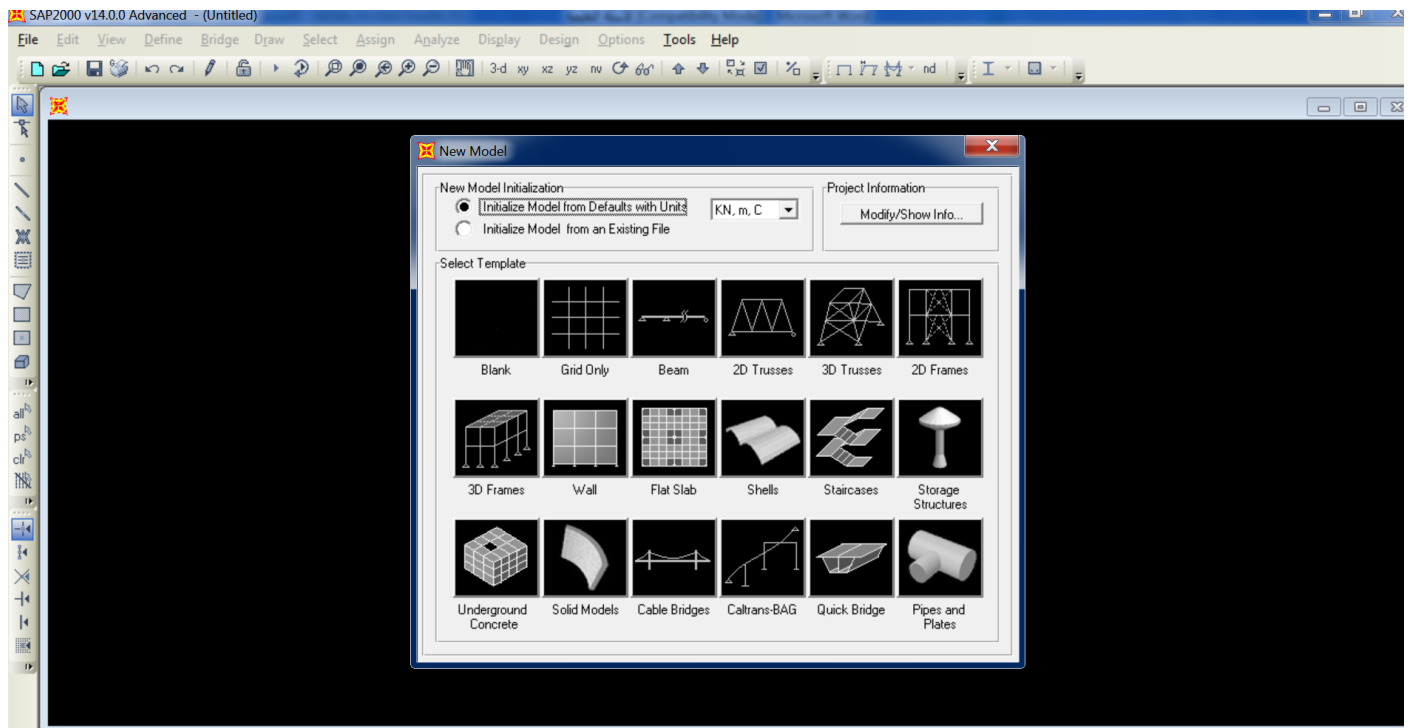 SAP2000 v14.0.0 Advanced - (Untitled)
File Edit View Define Bridge Draw Select Assign Analyze Display Design Options Tools Help
3-d xy xz yz nv nd
New Model
New Model Initialization
Project Information
Initialize Model from Defaults with Units
KN, m, C
Modify/Show Info...
Initialize Model from an Existing File
Select Template
Blank Grid Only Beam 2D Trusses 3D Trusses 2D Frames
all
ps
clr
3D Frames Wall Flat Slab Shells Staircases Storage
Structures
Underground Solid Models Cable Bridges Caltrans-BAG Quick Bridge Pipes and
Concrete Plates